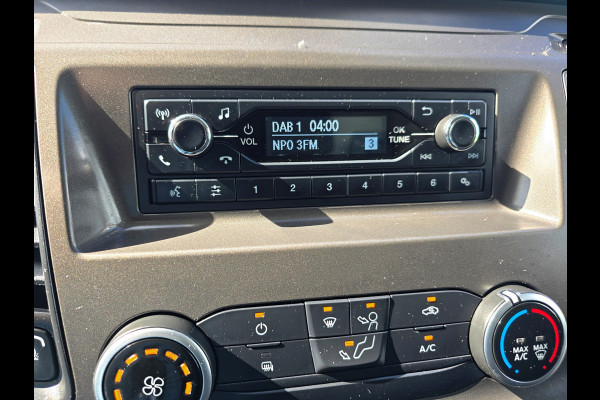 DAB 1 04:00
NPO 3FM 3
VOL
OK
TUNE
1 2 3 4 5 6
A/C
MAX
A/C
MAX